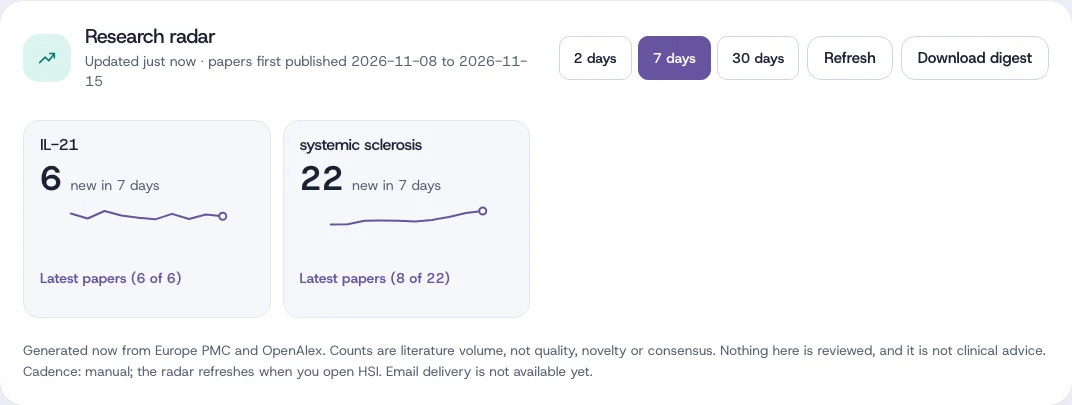 Research radar
Updated just now · papers first published 2026-11-08 to 2026-11-
15
2 days
7 days
30 days
Refresh
Download digest
IL-21
6 new in 7 days
Latest papers (6 of 6)
systemic sclerosis
22 new in 7 days
Latest papers (8 of 22)
Generated now from Europe PMC and OpenAlex. Counts are literature volume, not quality, novelty or consensus. Nothing here is reviewed, and it is not clinical advice.
Cadence: manual; the radar refreshes when you open HSI. Email delivery is not available yet.